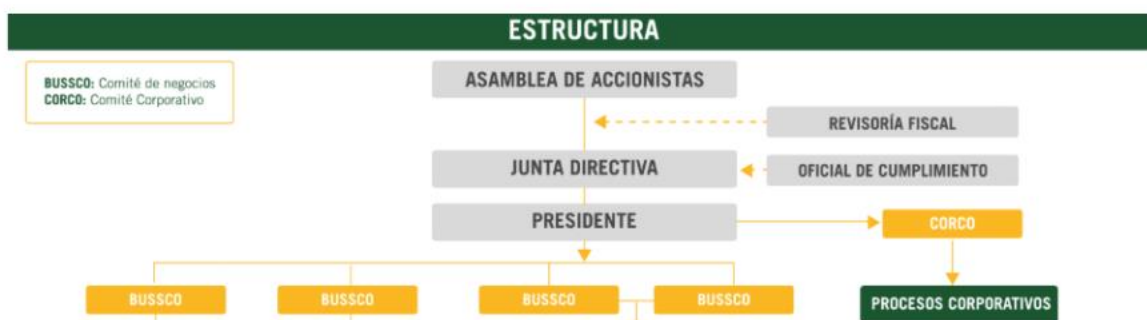 ESTRUCTURA
BUSSCO: Comité de negocios
CORCO: Comité Corporativo
ASAMBLEA DE ACCIONISTAS
REVISORÍA FISCAL
JUNTA DIRECTIVA
OFICIAL DE CUMPLIMIENTO
PRESIDENTE
CORCO
BUSSCO
BUSSCO
BUSSCO
BUSSCO
PROCESOS CORPORATIVOS